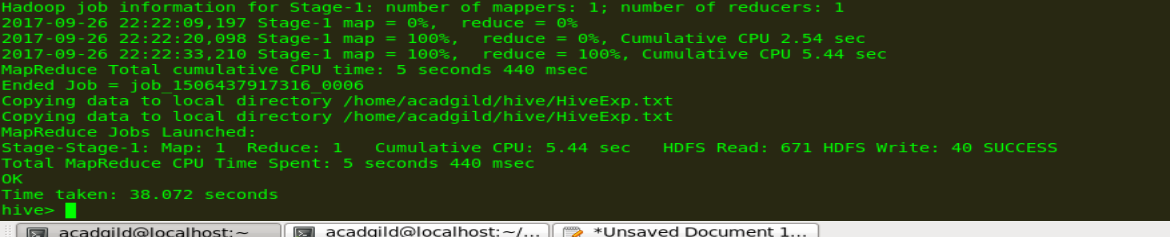 Hadoop job information for Stage-1: number of mappers: 1; number of reducers: 1
2017-09-26 22:22:09,197 Stage-1 map = 0%,  reduce = 0%
2017-09-26 22:22:20,098 Stage-1 map = 100%,  reduce = 0%, Cumulative CPU 2.54 sec
2017-09-26 22:22:33,210 Stage-1 map = 100%,  reduce = 100%, Cumulative CPU 5.44 sec
MapReduce Total cumulative CPU time: 5 seconds 440 msec
Ended Job = job_1506437917316_0006
Copying data to local directory /home/acadgild/hive/HiveExp.txt
Copying data to local directory /home/acadgild/hive/HiveExp.txt
MapReduce Jobs Launched:
Stage-Stage-1: Map: 1  Reduce: 1   Cumulative CPU: 5.44 sec   HDFS Read: 671 HDFS Write: 40 SUCCESS
Total MapReduce CPU Time Spent: 5 seconds 440 msec
OK
Time taken: 38.072 seconds
hive>
acadgild@localhost:~ acadgild@localhost:~/... *Unsaved Document 1...